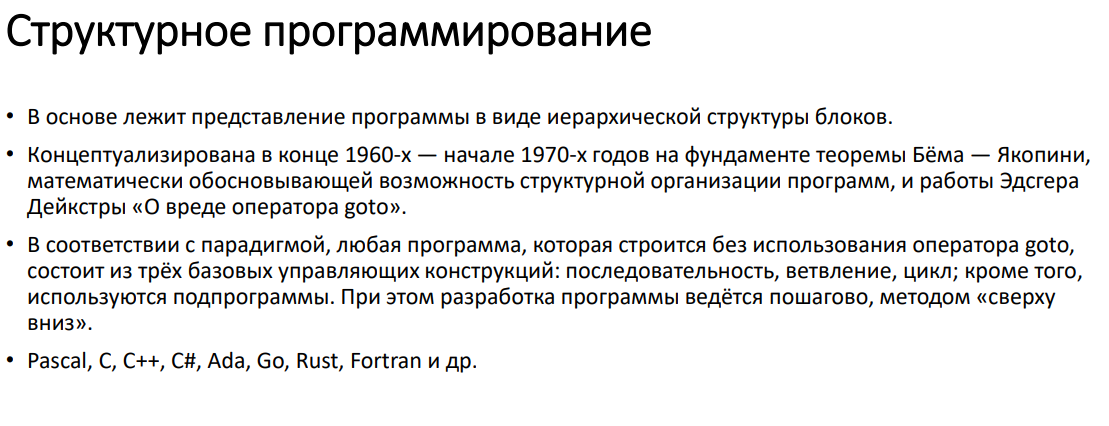 Структурное программирование
• В основе лежит представление программы в виде иерархической структуры блоков.
• Концептуализирована в конце 1960-х — начале 1970-х годов на фундаменте теоремы Бёма — Якопини,
математически обосновывающей возможность структурной организации программ, и работы Эдсгера
Дейкстры «О вреде оператора goto».
• В соответствии с парадигмой, любая программа, которая строится без использования оператора goto,
состоит из трёх базовых управляющих конструкций: последовательность, ветвление, цикл; кроме того,
используются подпрограммы. При этом разработка программы ведётся пошагово, методом «сверху
вниз».
• Pascal, C, C++, C#, Ada, Go, Rust, Fortran и др.